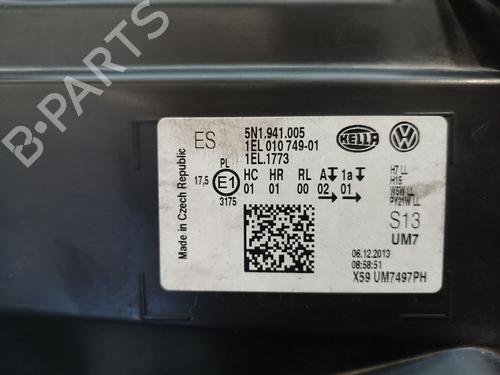 ES
5N1.941.005
1EL 010 749-01
1EL.1773
HELLA
VW
Made in Czech Republic
PL
17,5
E1
3175
HC HR RL A 1a
01 01 00 02 01
H7 LL
H15
W5W LL
PY21W LL
S13
UM7
06.12.2013
08:58:51
X59 UM7497PH
B-PARTS